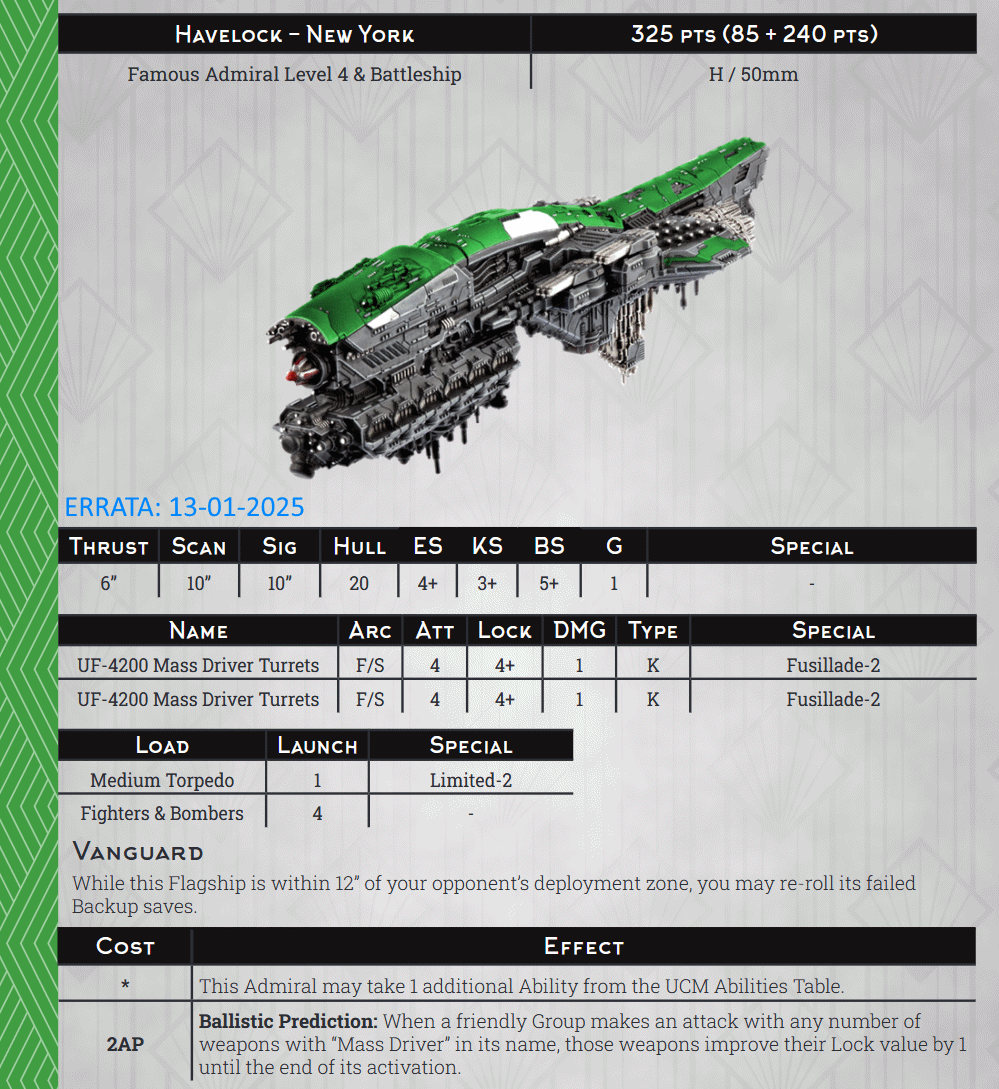 Havelock – New York 325 pts (85 + 240 pts)
Famous Admiral Level 4 & Battleship H / 50mm
ERRATA: 13-01-2025
Thrust Scan Sig Hull ES KS BS G Special
6” 10” 10” 20 4+ 3+ 5+ 1 -
Name Arc Att Lock DMG Type Special
UF-4200 Mass Driver Turrets F/S 4 4+ 1 K Fusillade-2
UF-4200 Mass Driver Turrets F/S 4 4+ 1 K Fusillade-2
Load Launch Special
Medium Torpedo 1 Limited-2
Fighters & Bombers 4 -
Vanguard
While this Flagship is within 12” of your opponent’s deployment zone, you may re-roll its failed
Backup saves.
Cost Effect
* This Admiral may take 1 additional Ability from the UCM Abilities Table.
2AP Ballistic Prediction: When a friendly Group makes an attack with any number of
weapons with “Mass Driver” in its name, those weapons improve their Lock value by 1
until the end of its activation.